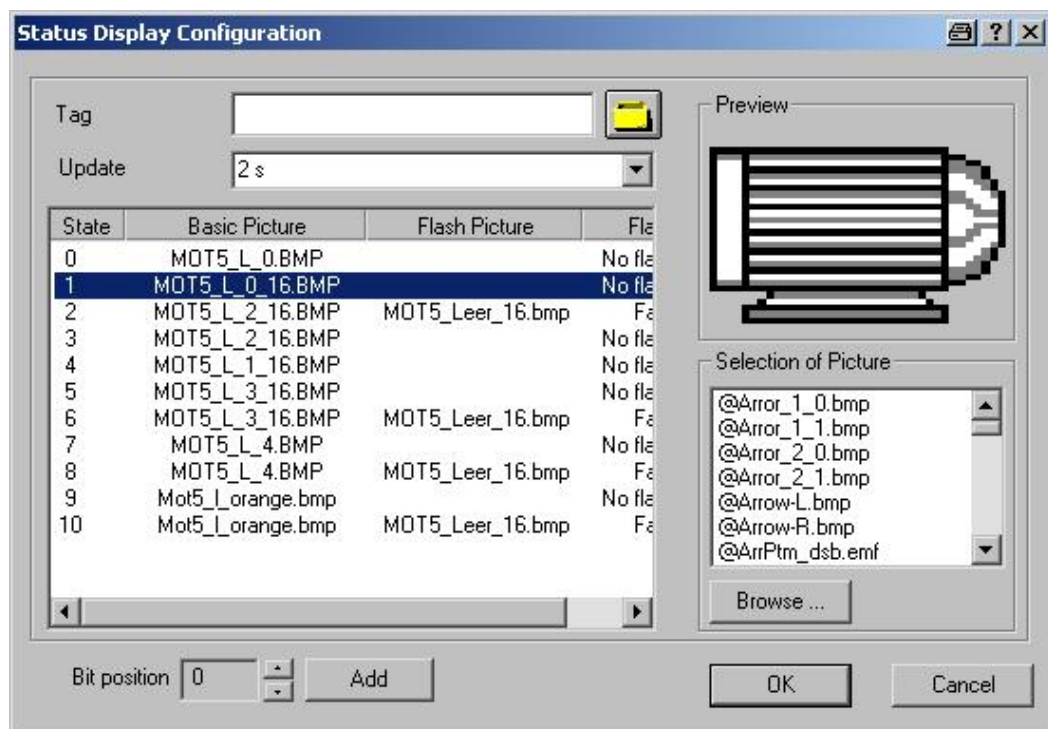 Status Display Configuration
Tag
Update 2 s
State Basic Picture Flash Picture Fla
0 MOT5_L_0.BMP No fla
1 MOT5_L_0_16.BMP No fla
2 MOT5_L_2_16.BMP MOT5_Leer_16.bmp Fa
3 MOT5_L_2_16.BMP No fla
4 MOT5_L_1_16.BMP No fla
5 MOT5_L_3_16.BMP No fla
6 MOT5_L_3_16.BMP MOT5_Leer_16.bmp Fa
7 MOT5_L_4.BMP No fla
8 MOT5_L_4.BMP MOT5_Leer_16.bmp Fa
9 Mot5_l_orange.bmp No fla
10 Mot5_l_orange.bmp MOT5_Leer_16.bmp Fa
Preview
Selection of Picture
@Arror_1_0.bmp
@Arror_1_1.bmp
@Arror_2_0.bmp
@Arror_2_1.bmp
@Arrow-L.bmp
@Arrow-R.bmp
@ArrPtm_dsb.emf
Browse ...
Bit position 0 Add
OK Cancel